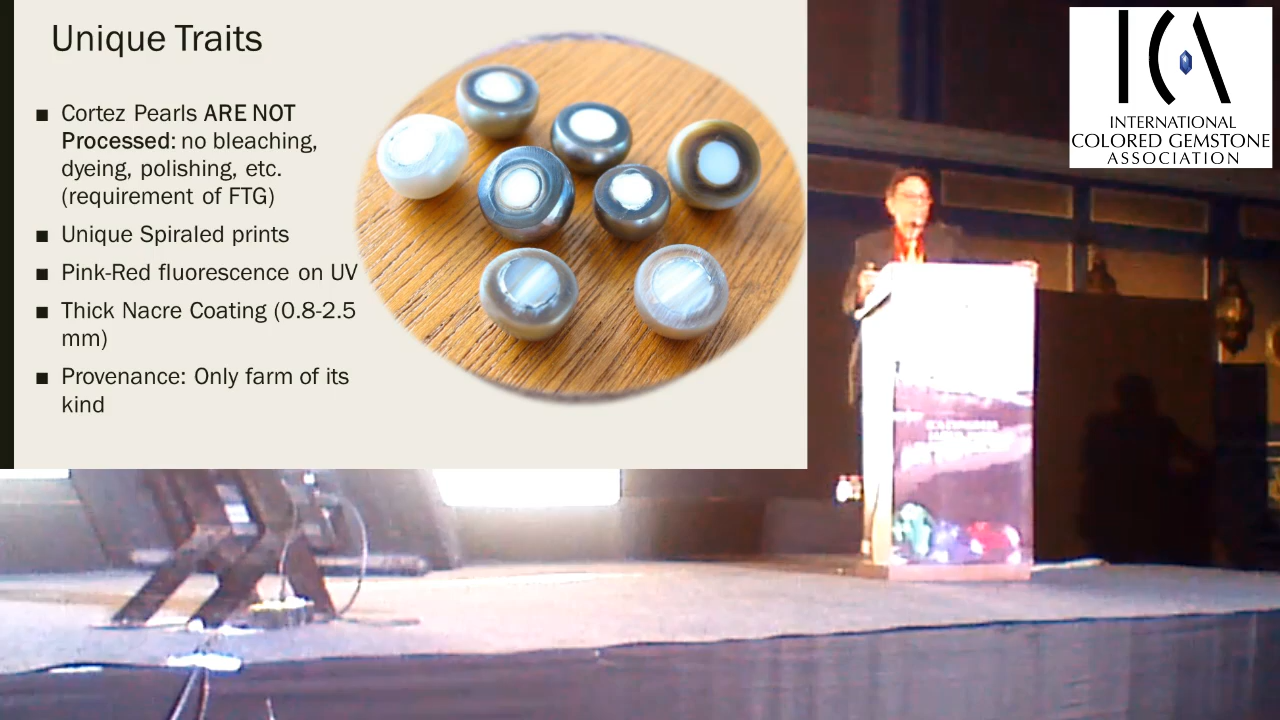 Unique Traits
■ Cortez Pearls ARE NOT
Processed: no bleaching,
dyeing, polishing, etc.
(requirement of FTG)
■ Unique Spiraled prints
■ Pink-Red fluorescence on UV
■ Thick Nacre Coating (0.8-2.5
mm)
■ Provenance: Only farm of its
kind
ICA
INTERNATIONAL
COLORED GEMSTONE
ASSOCIATION